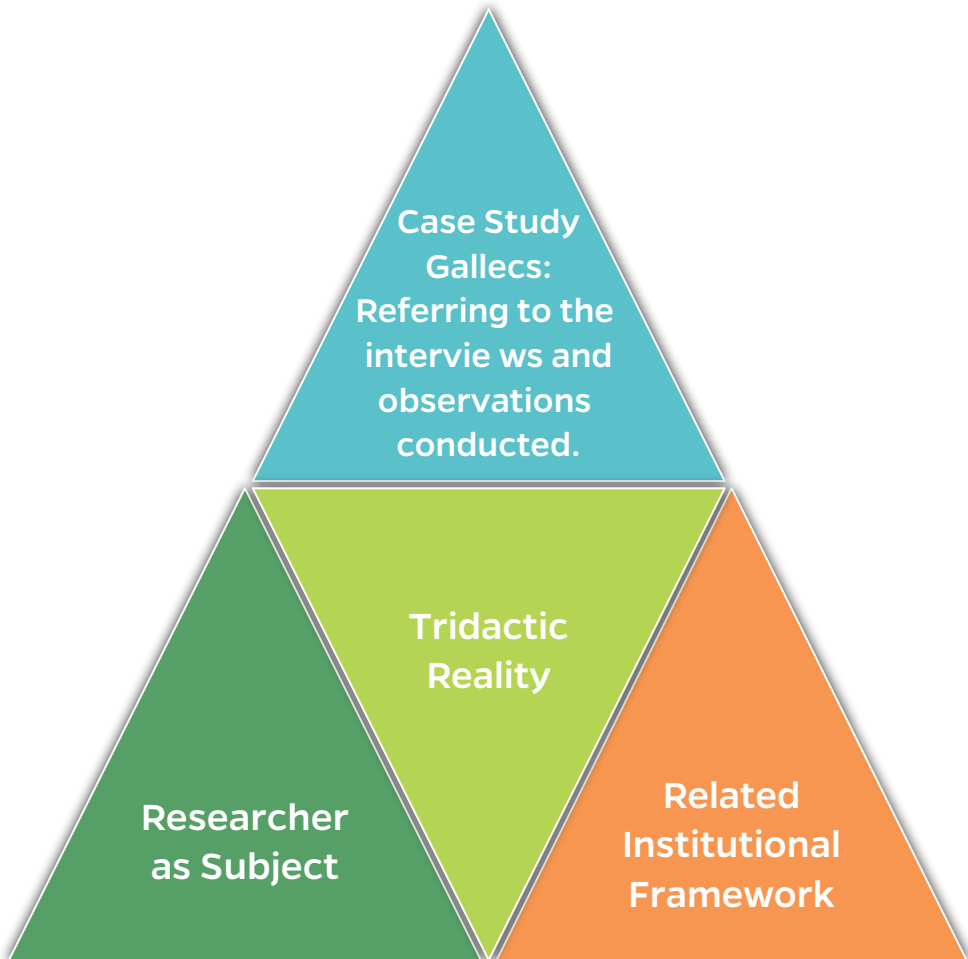 Case Study
Gallecs:
Referring to the
intervie ws and
observations
conducted.
Tridactic
Reality
Researcher
as Subject
Related
Institutional
Framework